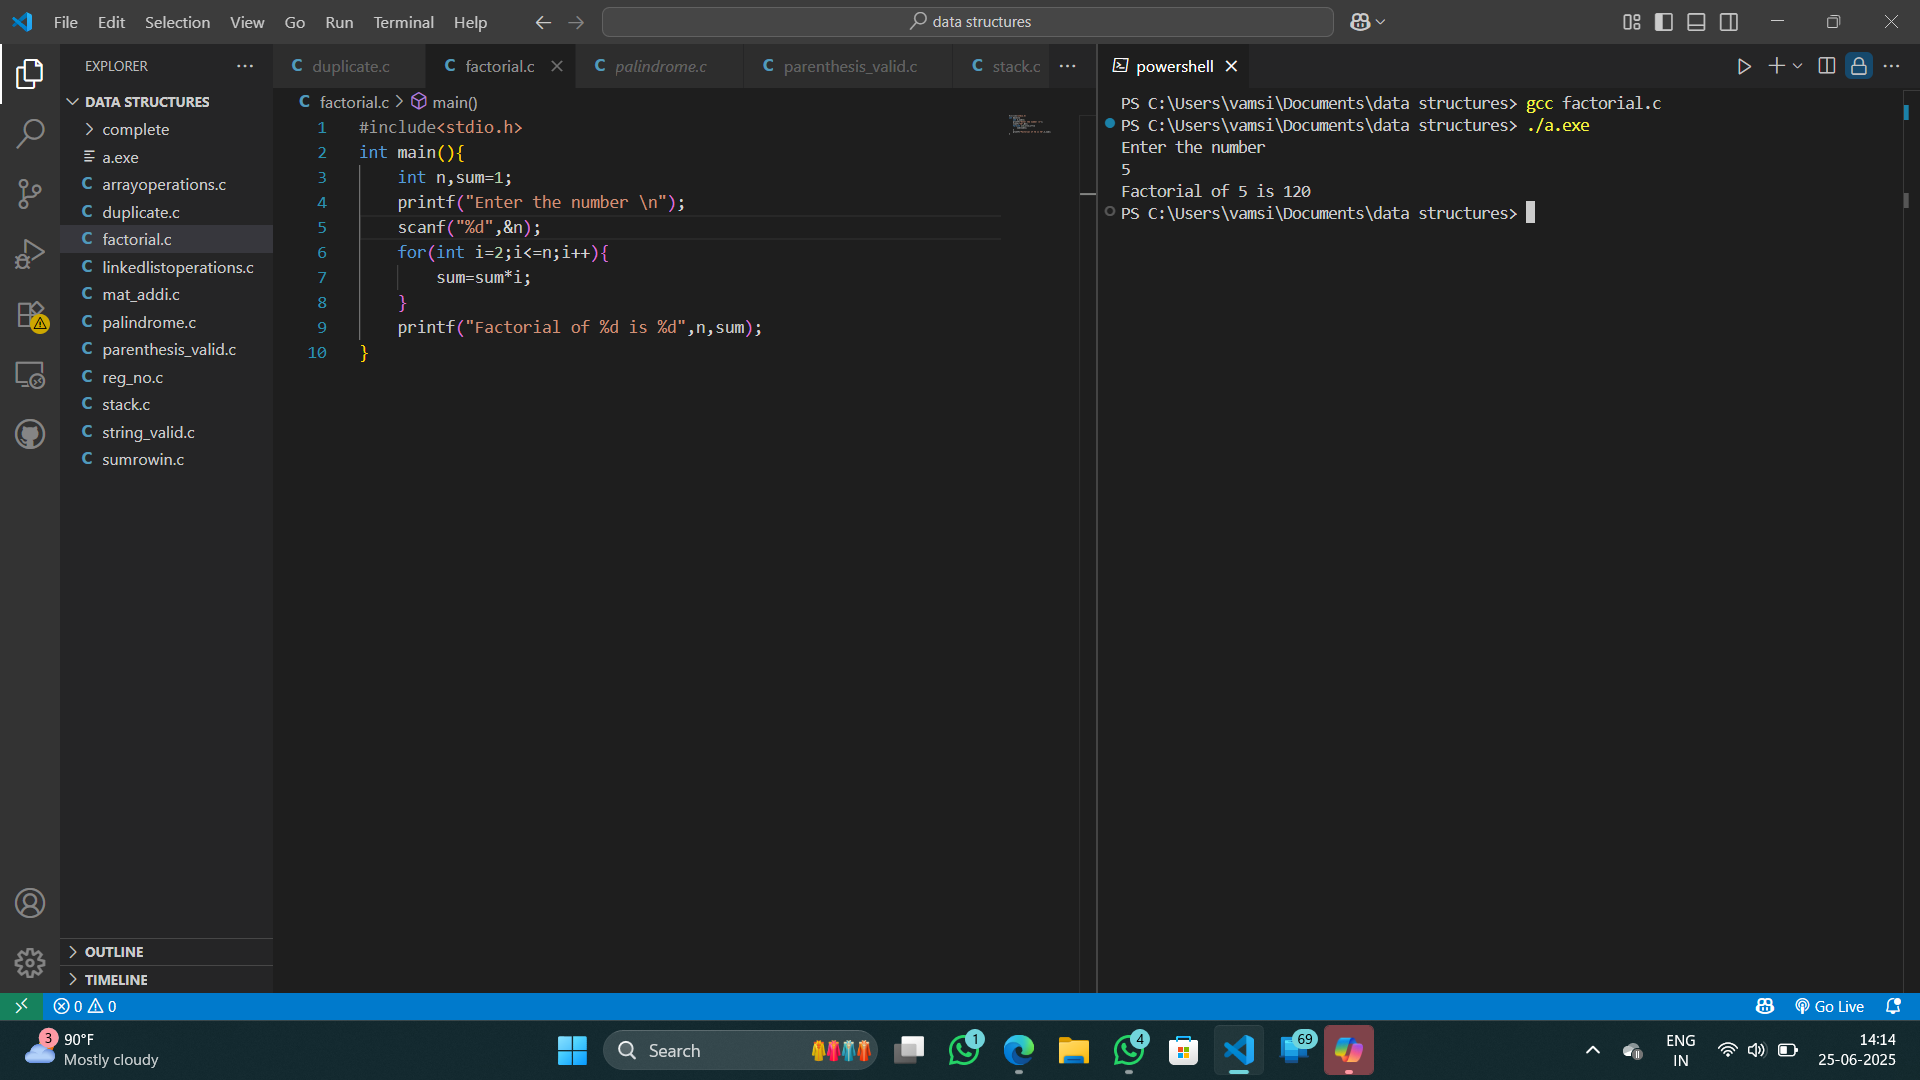 File Edit Selection View Go Run Terminal Help
data structures
EXPLORER
DATA STRUCTURES
complete
a.exe
C arrayoperations.c
C duplicate.c
C factorial.c
C linkedlistoperations.c
C mat_addi.c
C palindrome.c
C parenthesis_valid.c
C reg_no.c
C stack.c
C string_valid.c
C sumrowin.c
OUTLINE
TIMELINE
C duplicate.c C factorial.c C palindrome.c C parenthesis_valid.c C stack.c
C factorial.c > main()
1 #include<stdio.h>
2 int main(){
3 int n,sum=1;
4 printf("Enter the number \n");
5 scanf("%d",&n);
6 for(int i=2;i<=n;i++){
7 sum=sum*i;
8 }
9 printf("Factorial of %d is %d",n,sum);
10 }
powershell
PS C:\Users\vamsi\Documents\data structures> gcc factorial.c
PS C:\Users\vamsi\Documents\data structures> ./a.exe
Enter the number
5
Factorial of 5 is 120
PS C:\Users\vamsi\Documents\data structures>
0 0
Go Live
3
90°F
Mostly cloudy
Search
1
4
69
ENG
IN
14:14
25-06-2025